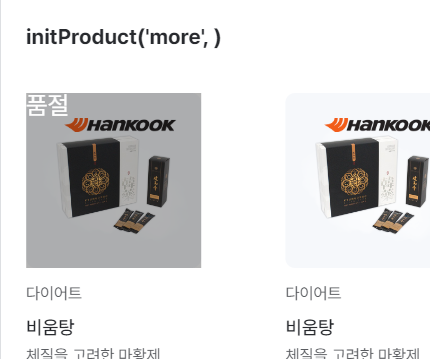 initProduct('more', )
품절
HANKOOK
HANKOOK
다이어트
다이어트
비움탕
비움탕
체질을 고려한 마황제
체질을 고려한 마황제